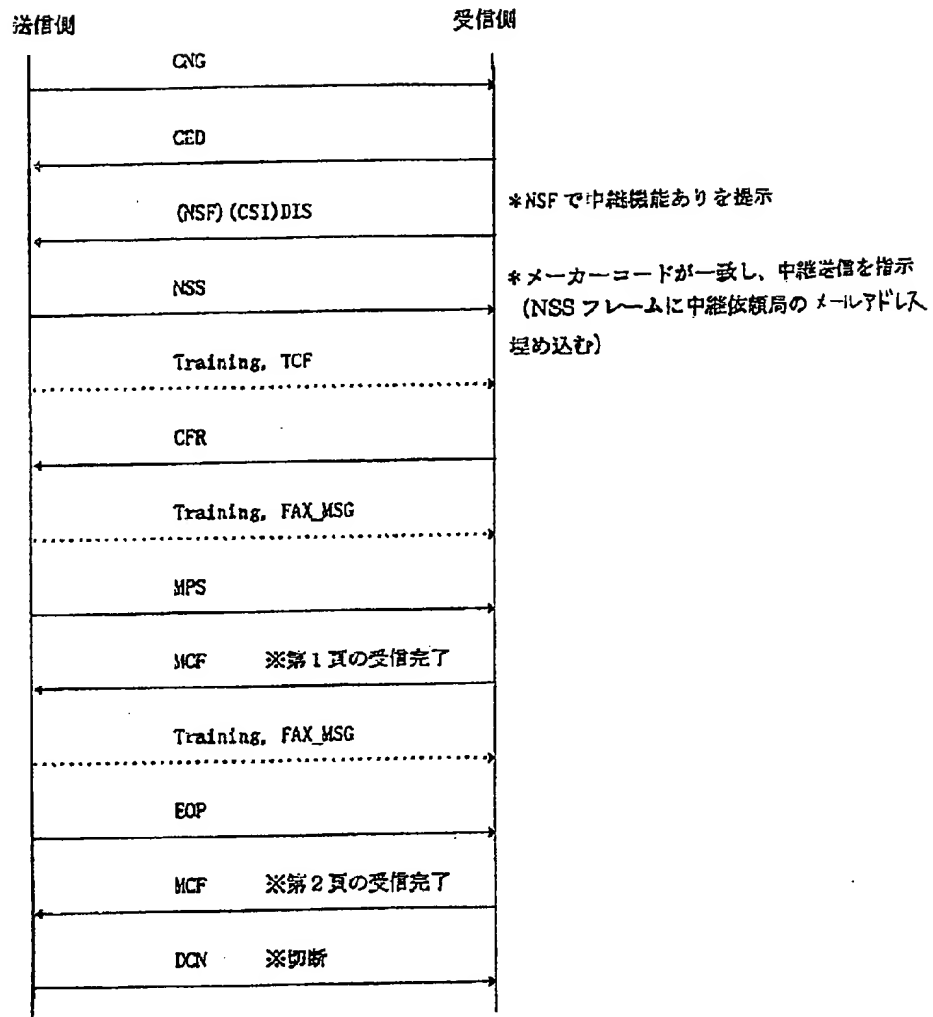 送信側
受信側
CNG
CED
(NSF)(CSI)DIS
*NSFで中継機能ありを提示
NSS
*メーカーコードが一致し、中継送信を指示
(NSSフレームに中継依頼局のメールアドレス
埋め込む)
Training, TCF
CFR
Training, FAX_MSG
MPS
MCF ※第1頁の受信完了
Training, FAX_MSG
EOP
MCF ※第2頁の受信完了
DCN ※切断